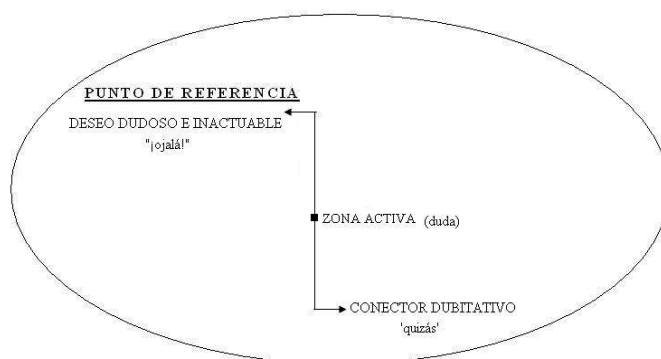 PUNTO DE REFERENCIA
DESEO DUDOSO E INACTUABLE
"¡ojalá!"
ZONA ACTIVA (duda)
CONECTOR DUBITATIVO
'quizás'